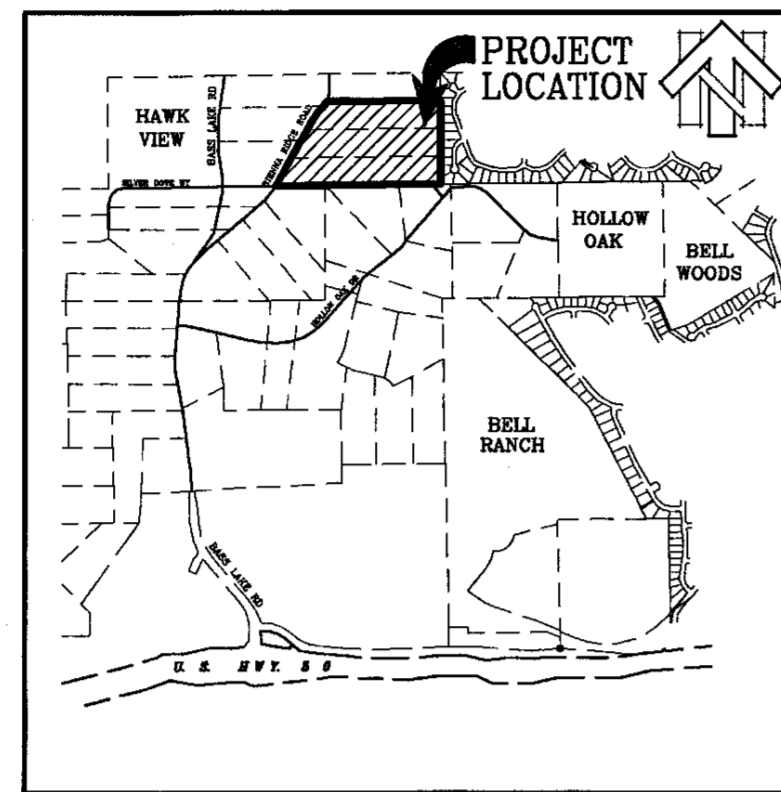 PROJECT
LOCATION
HAWK
VIEW
BASS LAKE RD
SIENNA RIDGE ROAD
SILVER DOVE WY
HOLLOW
OAK
BELL
WOODS
HOLLOW OAK DR
BELL
RANCH
BASS LAKE RD
U. S. HWY. 50